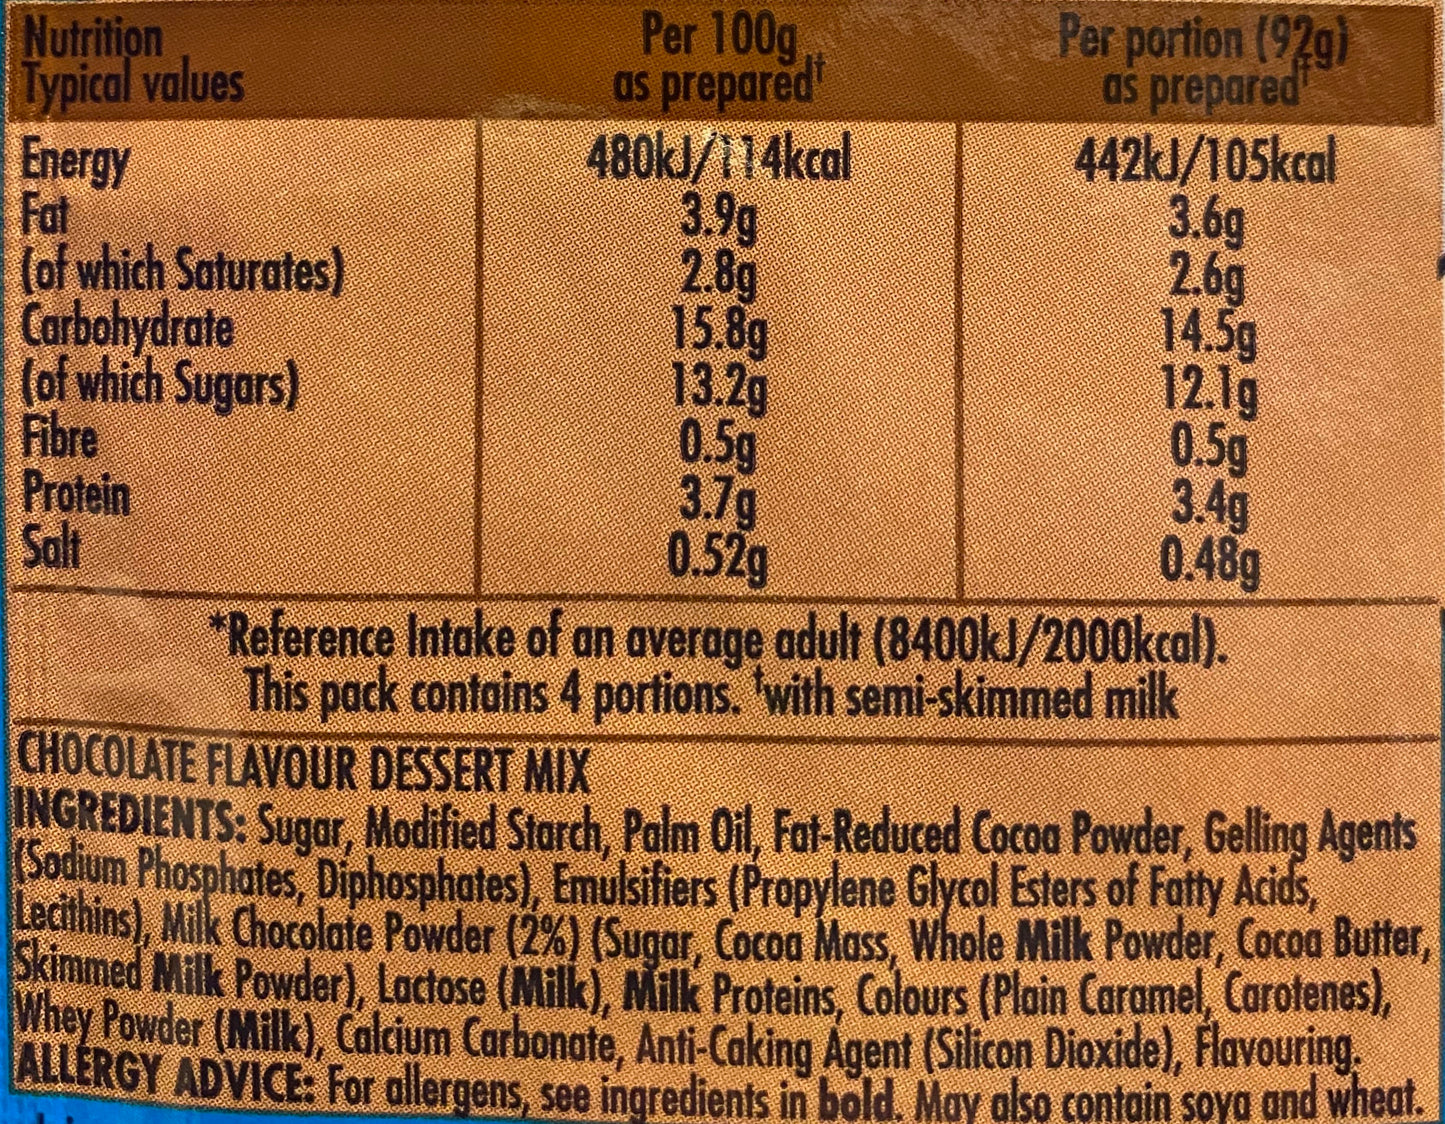 Nutrition Per 100g Per portion (92g)
Typical values as prepared† as prepared†
Energy 480kJ/114kcal 442kJ/105kcal
Fat 3.9g 3.6g
(of which Saturates) 2.8g 2.6g
Carbohydrate 15.8g 14.5g
(of which Sugars) 13.2g 12.1g
Fibre 0.5g 0.5g
Protein 3.7g 3.4g
Salt 0.52g 0.48g
*Reference Intake of an average adult (8400kJ/2000kcal).
This pack contains 4 portions. †with semi-skimmed milk
CHOCOLATE FLAVOUR DESSERT MIX
INGREDIENTS: Sugar, Modified Starch, Palm Oil, Fat-Reduced Cocoa Powder, Gelling Agents
(Sodium Phosphates, Diphosphates), Emulsifiers (Propylene Glycol Esters of Fatty Acids,
Lecithins), Milk Chocolate Powder (2%) (Sugar, Cocoa Mass, Whole Milk Powder, Cocoa Butter,
Skimmed Milk Powder), Lactose (Milk), Milk Proteins, Colours (Plain Caramel, Carotenes),
Whey Powder (Milk), Calcium Carbonate, Anti-Caking Agent (Silicon Dioxide), Flavouring.
ALLERGY ADVICE: For allergens, see ingredients in bold. May also contain soya and wheat.